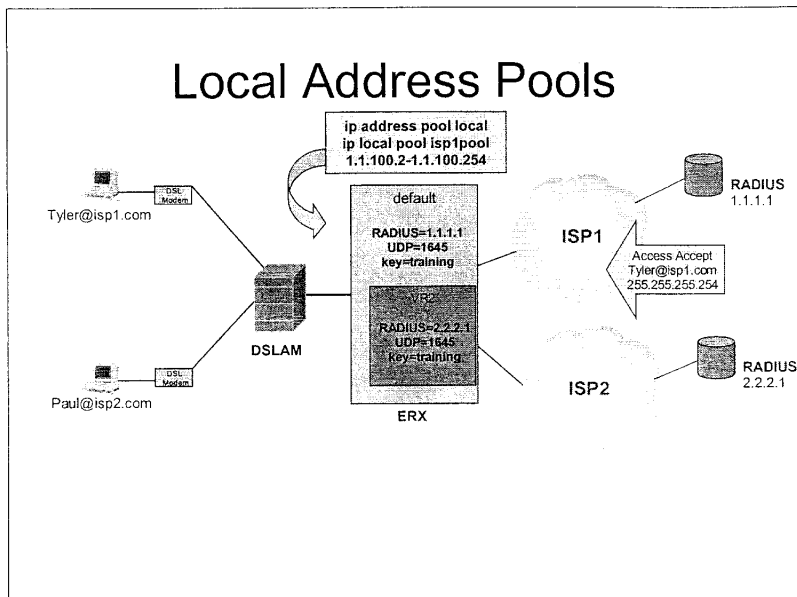 Local Address Pools
ip address pool local
ip local pool isp1pool
1.1.100.2-1.1.100.254
DSL
Modem
Tyler@isp1.com
default
RADIUS=1.1.1.1
UDP=1645
key=training
ISP1
RADIUS
1.1.1.1
Access Accept
Tyler@isp1.com
255.255.255.254
DSLAM
VR2
RADIUS=2.2.2.1
UDP=1645
key=training
DSL
Modem
Paul@isp2.com
ISP2
RADIUS
2.2.2.1
ERX